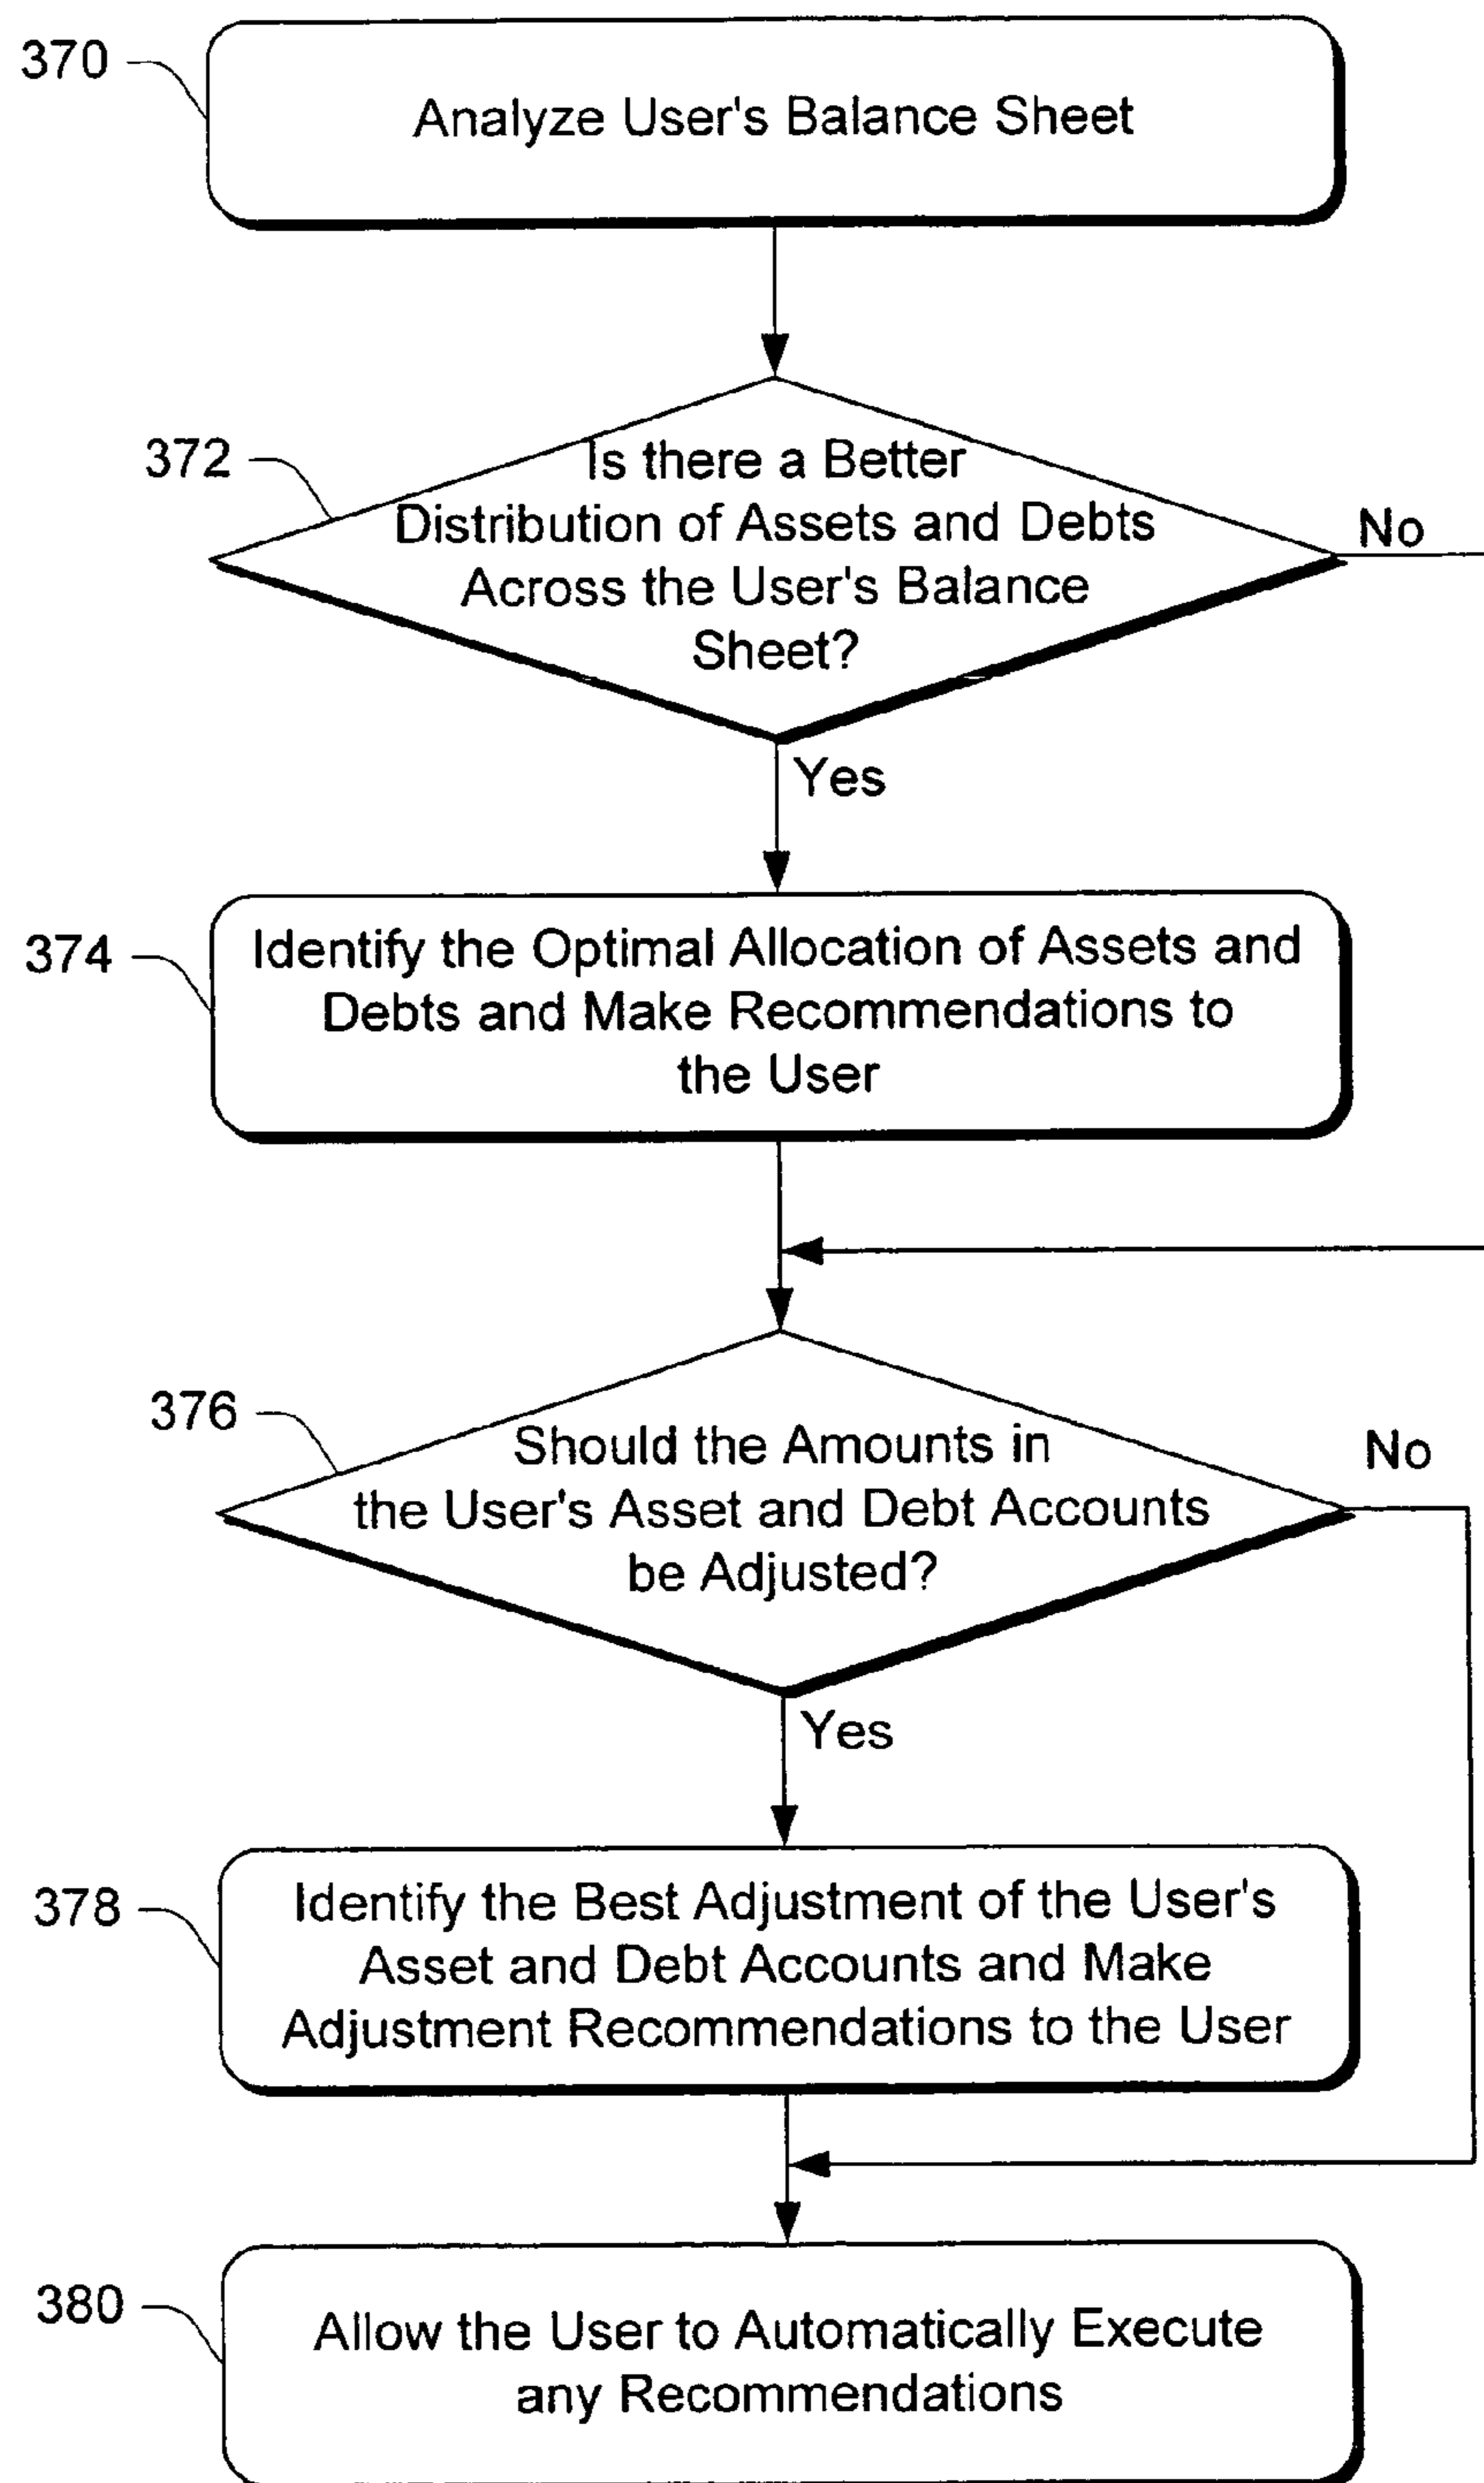 370
Analyze User's Balance Sheet
372
Is there a Better
Distribution of Assets and Debts
Across the User's Balance
Sheet?
No
Yes
374
Identify the Optimal Allocation of Assets and
Debts and Make Recommendations to
the User
376
Should the Amounts in
the User's Asset and Debt Accounts
be Adjusted?
No
Yes
378
Identify the Best Adjustment of the User's
Asset and Debt Accounts and Make
Adjustment Recommendations to the User
380
Allow the User to Automatically Execute
any Recommendations